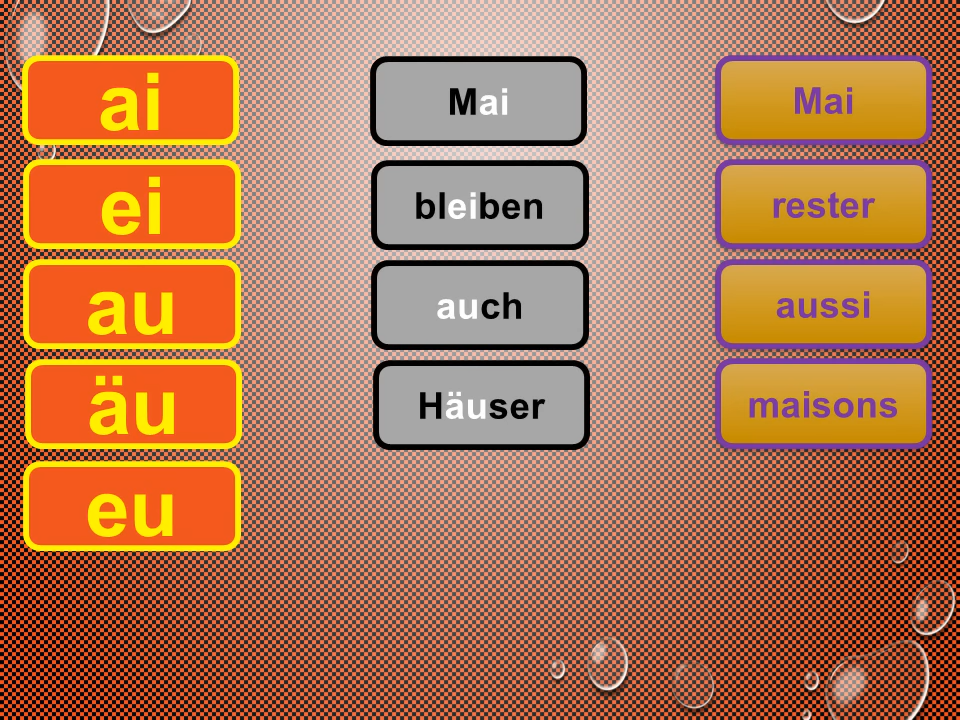 ai Mai Mai
ei bleiben rester
au auch aussi
äu Häuser maisons
eu